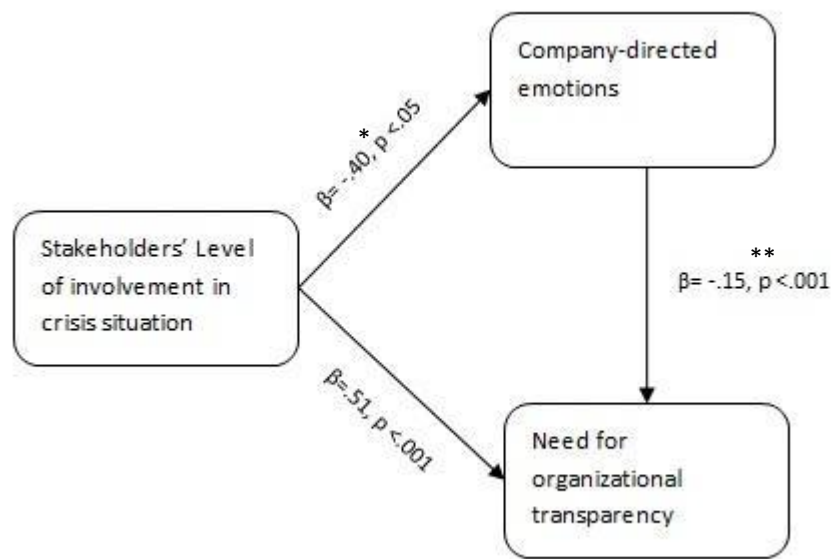 Company-directed
emotions
*
β= -.40, p <.05
Stakeholders’ Level
of involvement in
crisis situation
**
β= -.15, p <.001
β=.51, p <.001
Need for
organizational
transparency